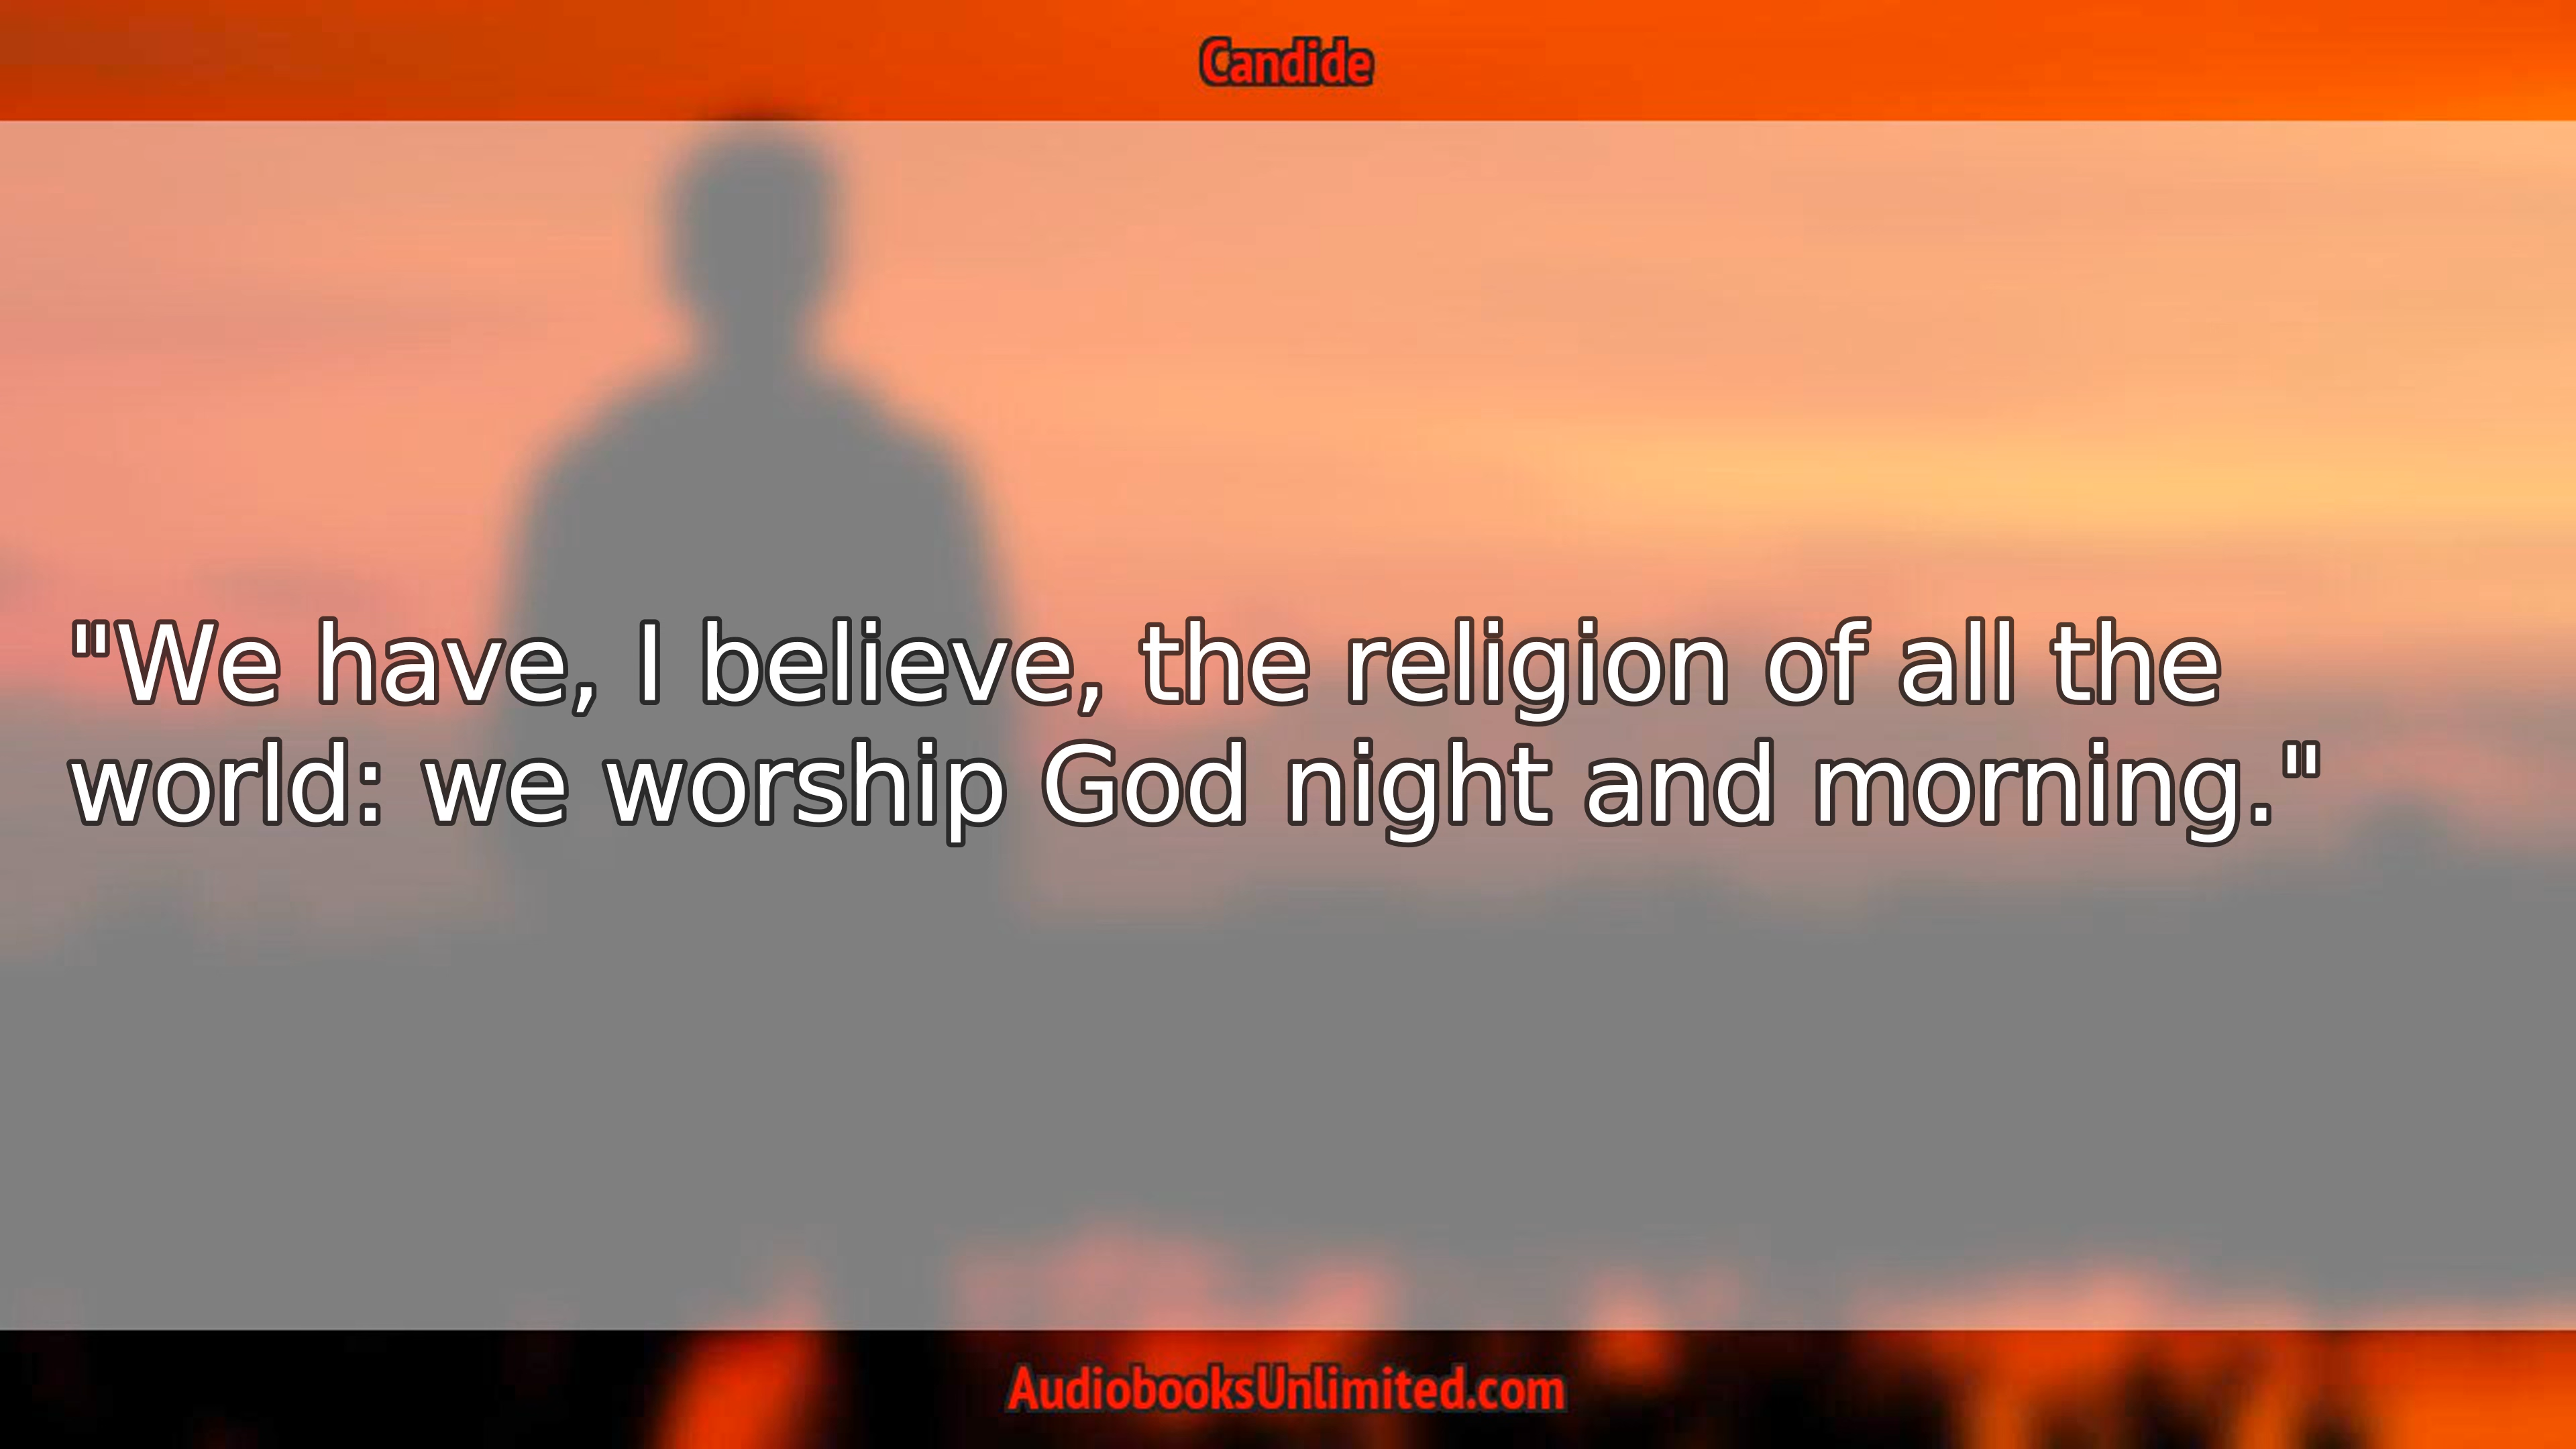 Candide
"We have, I believe, the religion of all the
world: we worship God night and morning."
AudiobooksUnlimited.com